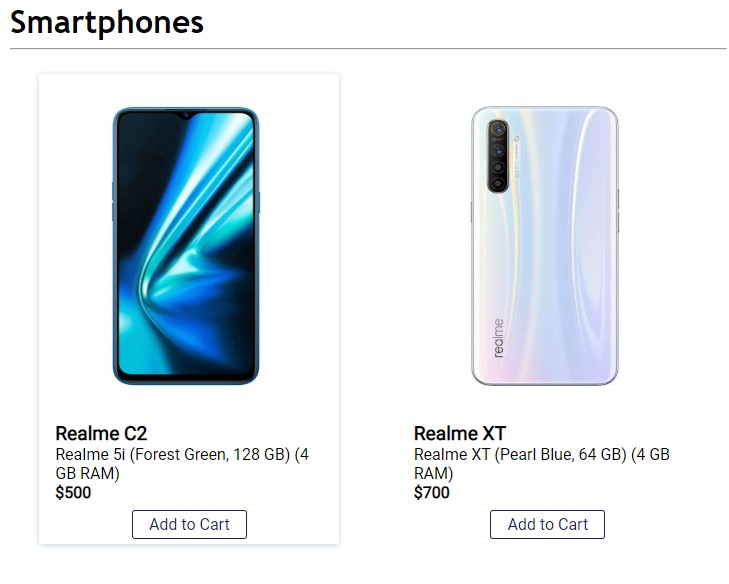 Smartphones
realme
Realme C2
Realme 5i (Forest Green, 128 GB) (4
GB RAM)
$500
Add to Cart
Realme XT
Realme XT (Pearl Blue, 64 GB) (4 GB
RAM)
$700
Add to Cart